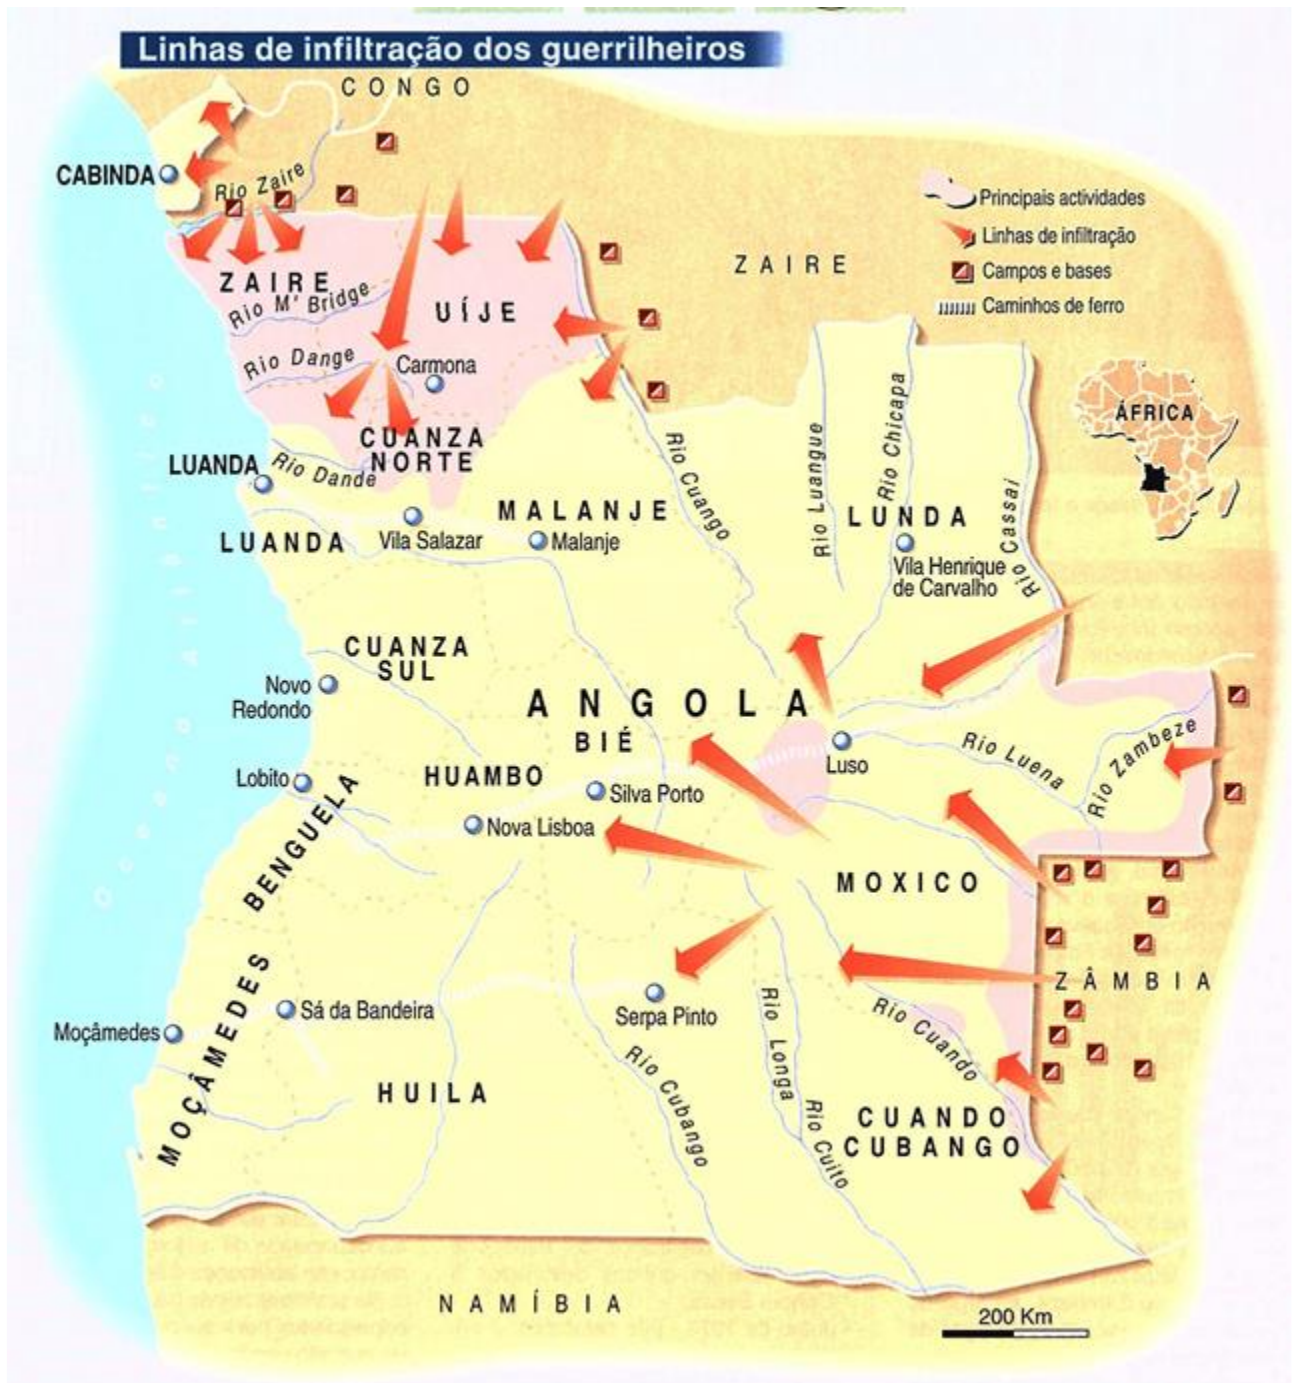 Linhas de infiltração dos guerrilheiros
CONGO
CABINDA
Rio Zaire
Principais actividades
Linhas de infiltração
Campos e bases
Caminhos de ferro
ZAIRE
ZAIRE
Rio M' Bridge
UÍJE
Rio Dange
Carmona
ÁFRICA
CUANZA
NORTE
LUANDA
Rio Dande
Rio Cuango
Rio Luangue
Rio Chicapa
Rio Cassai
MALANJE
LUNDA
LUANDA
Vila Salazar
Malanje
Vila Henrique
de Carvalho
Oceano Atlântico
CUANZA
SUL
Novo
Redondo
ANGOLA
BIÉ
Luso
Rio Luena
Rio Zambeze
Lobito
HUAMBO
Silva Porto
BENGUELA
Nova Lisboa
MOXICO
ZÂMBIA
MOÇÂMEDES
Moçâmedes
Sá da Bandeira
Serpa Pinto
Rio Longa
Rio Cuando
HUILA
Rio Cubango
Rio Cuito
CUANDO
CUBANGO
NAMÍBIA
200 Km